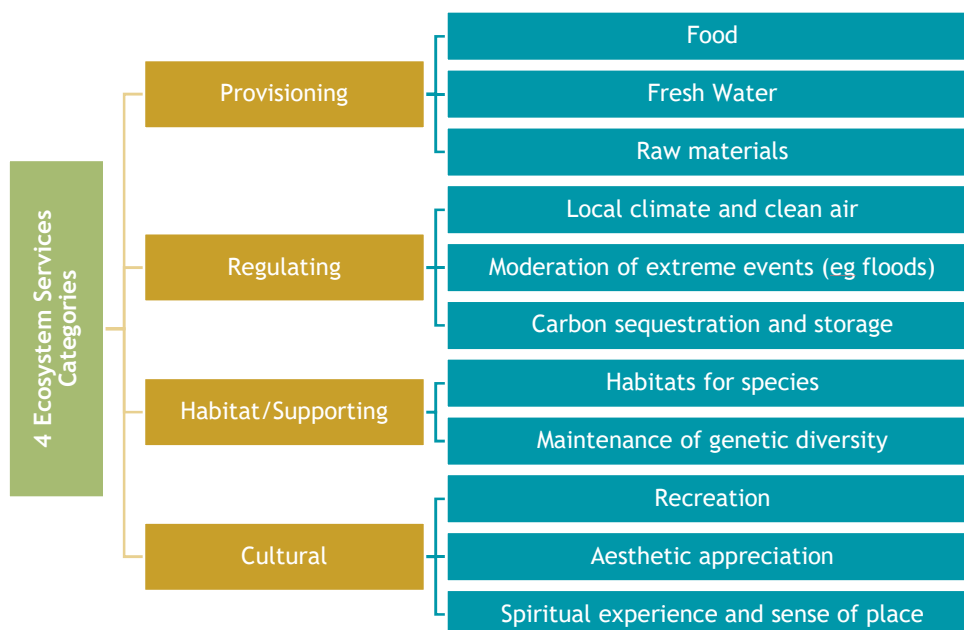 4 Ecosystem Services
Categories
Provisioning
Food
Fresh Water
Raw materials
Regulating
Local climate and clean air
Moderation of extreme events (eg floods)
Carbon sequestration and storage
Habitat/Supporting
Habitats for species
Maintenance of genetic diversity
Cultural
Recreation
Aesthetic appreciation
Spiritual experience and sense of place